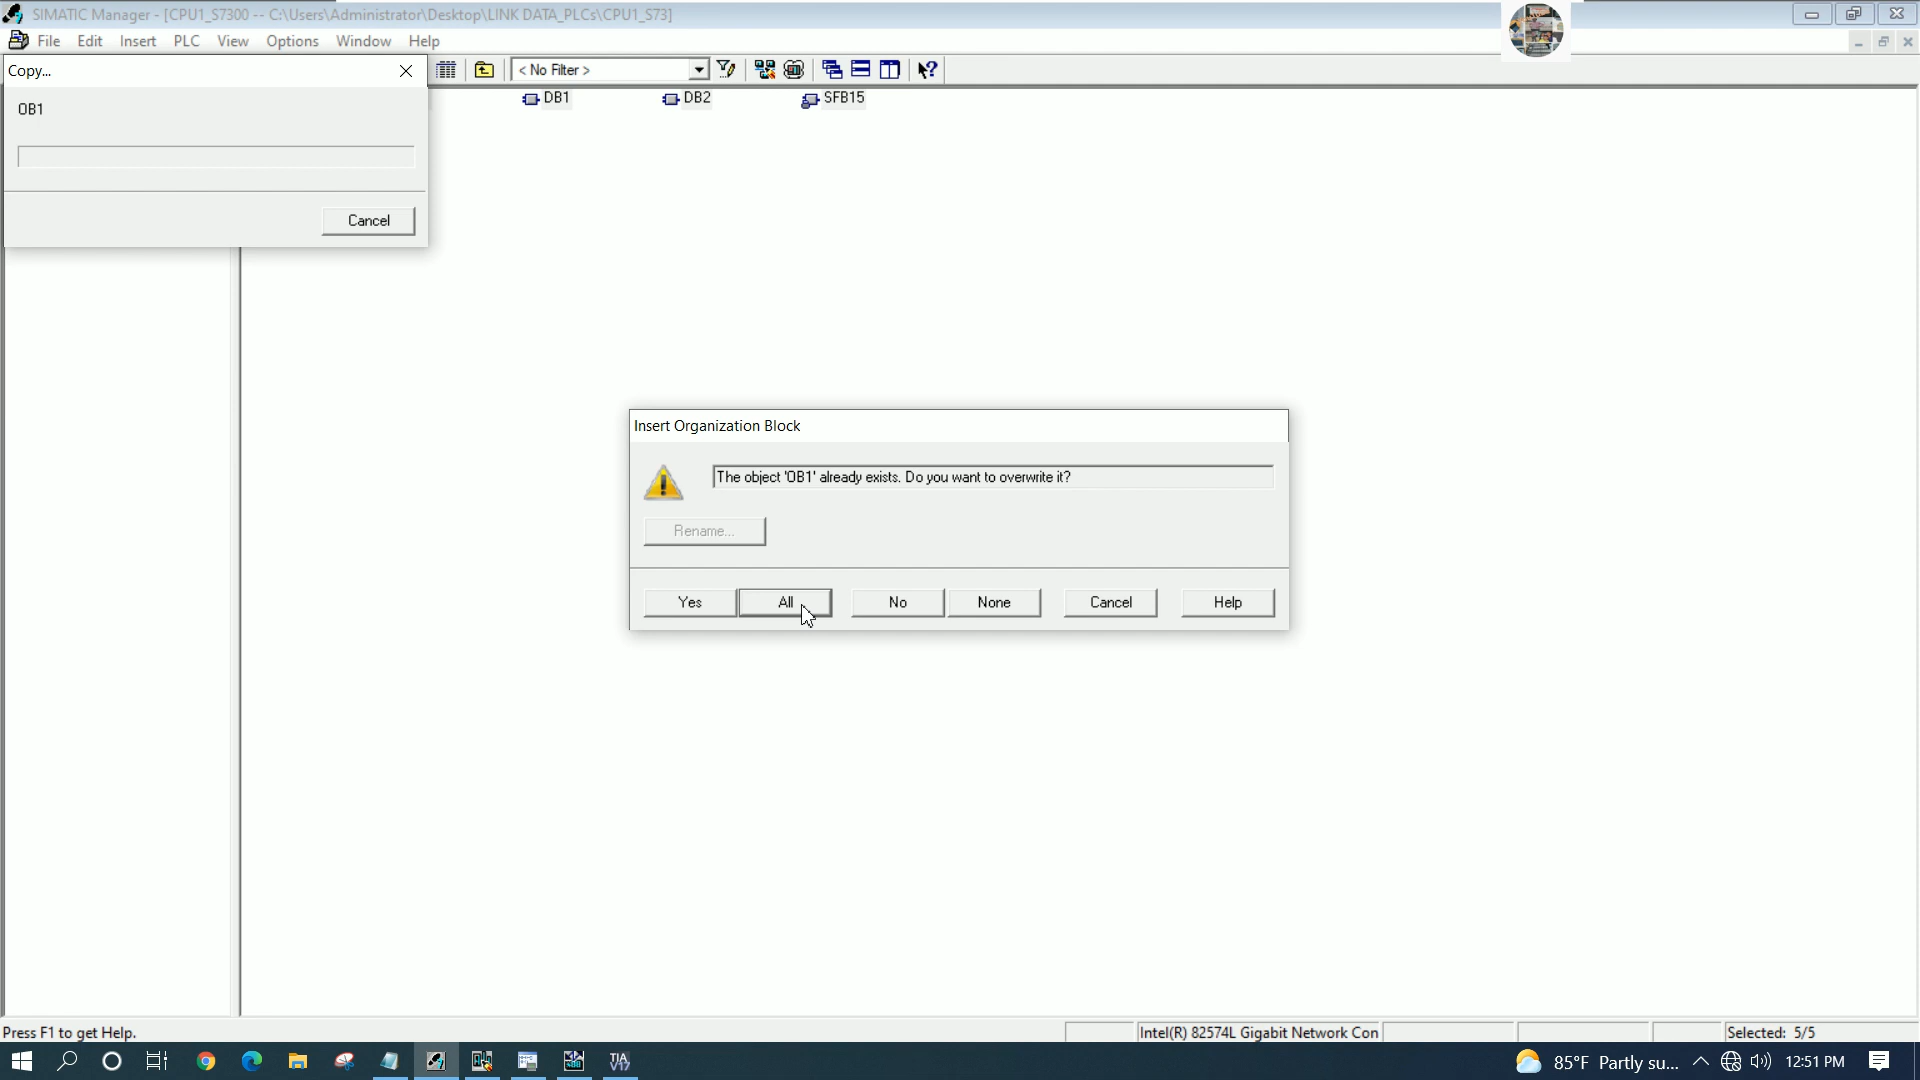 SIMATIC Manager - [CPU1_S7300 -- C:\Users\Administrator\Desktop\LINK DATA_PLCs\CPU1_S73]
File Edit Insert PLC View Options Window Help
Copy...
< No Filter >
OB1
DB1 DB2 SFB15
Cancel
Insert Organization Block
The object 'OB1' already exists. Do you want to overwrite it?
Rename...
Yes All No None Cancel Help
Press F1 to get Help.
Intel(R) 82574L Gigabit Network Con
Selected: 5/5
TIA V17
85°F Partly su...
12:51 PM